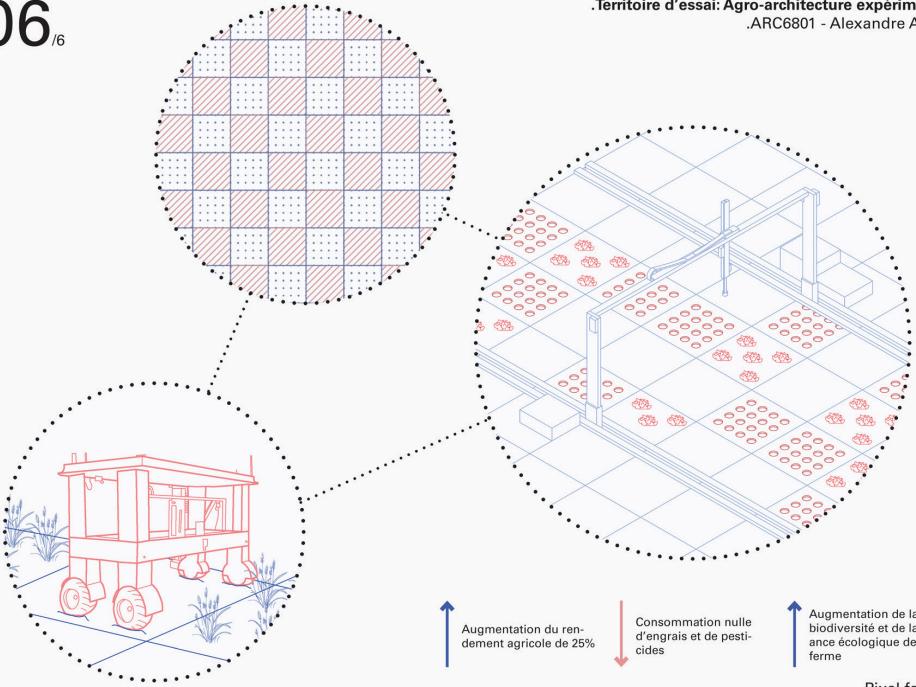 06/6
.Territoire d'essai: Agro-architecture
.ARC6801 - Alexandre
Augmentation du ren-
dement agricole de 25%
Consommation nulle
d'engrais et de pesti-
cides
Augmentation de la
biodiversité et de la
ance écologique de
ferme